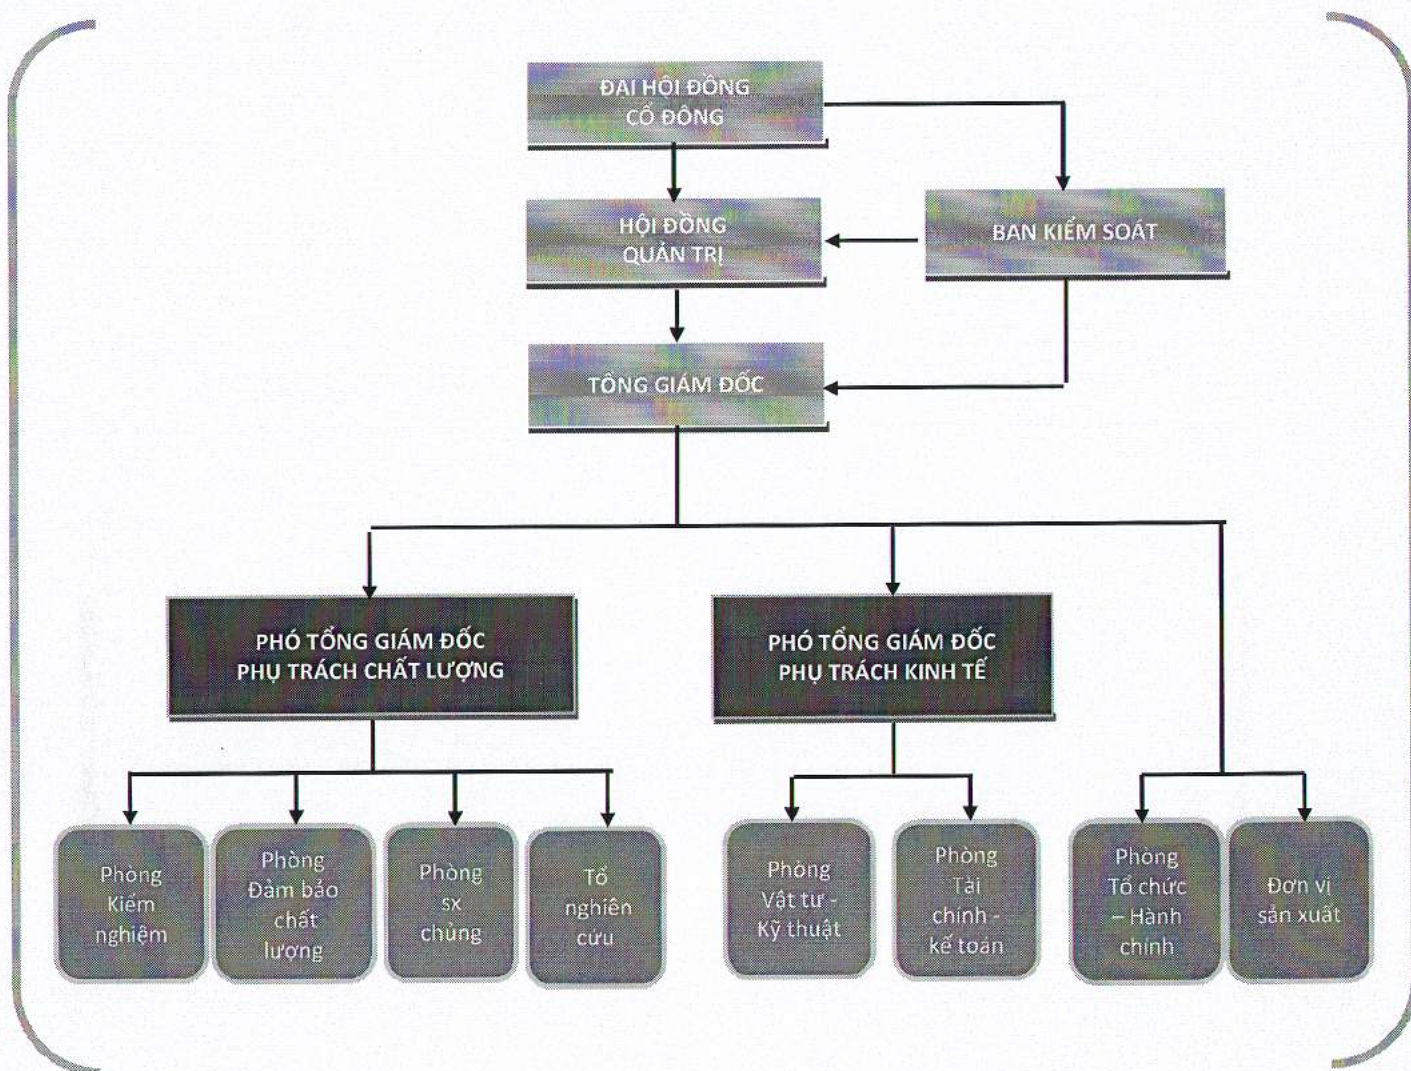 ĐẠI HỘI ĐỒNG
CỔ ĐÔNG
HỘI ĐỒNG
QUẢN TRỊ
BAN KIỂM SOÁT
TỔNG GIÁM ĐỐC
PHÓ TỔNG GIÁM ĐỐC
PHỤ TRÁCH CHẤT LƯỢNG
PHÓ TỔNG GIÁM ĐỐC
PHỤ TRÁCH KINH TẾ
Phòng
Kiểm
nghiệm
Phòng
Đảm bảo
chất
lượng
Phòng
sx
chủng
Tổ
nghiên
cứu
Phòng
Vật tư -
Kỹ thuật
Phòng
Tài
chính -
kế toán
Phòng
Tổ chức
– Hành
chính
Đơn vị
sản xuất